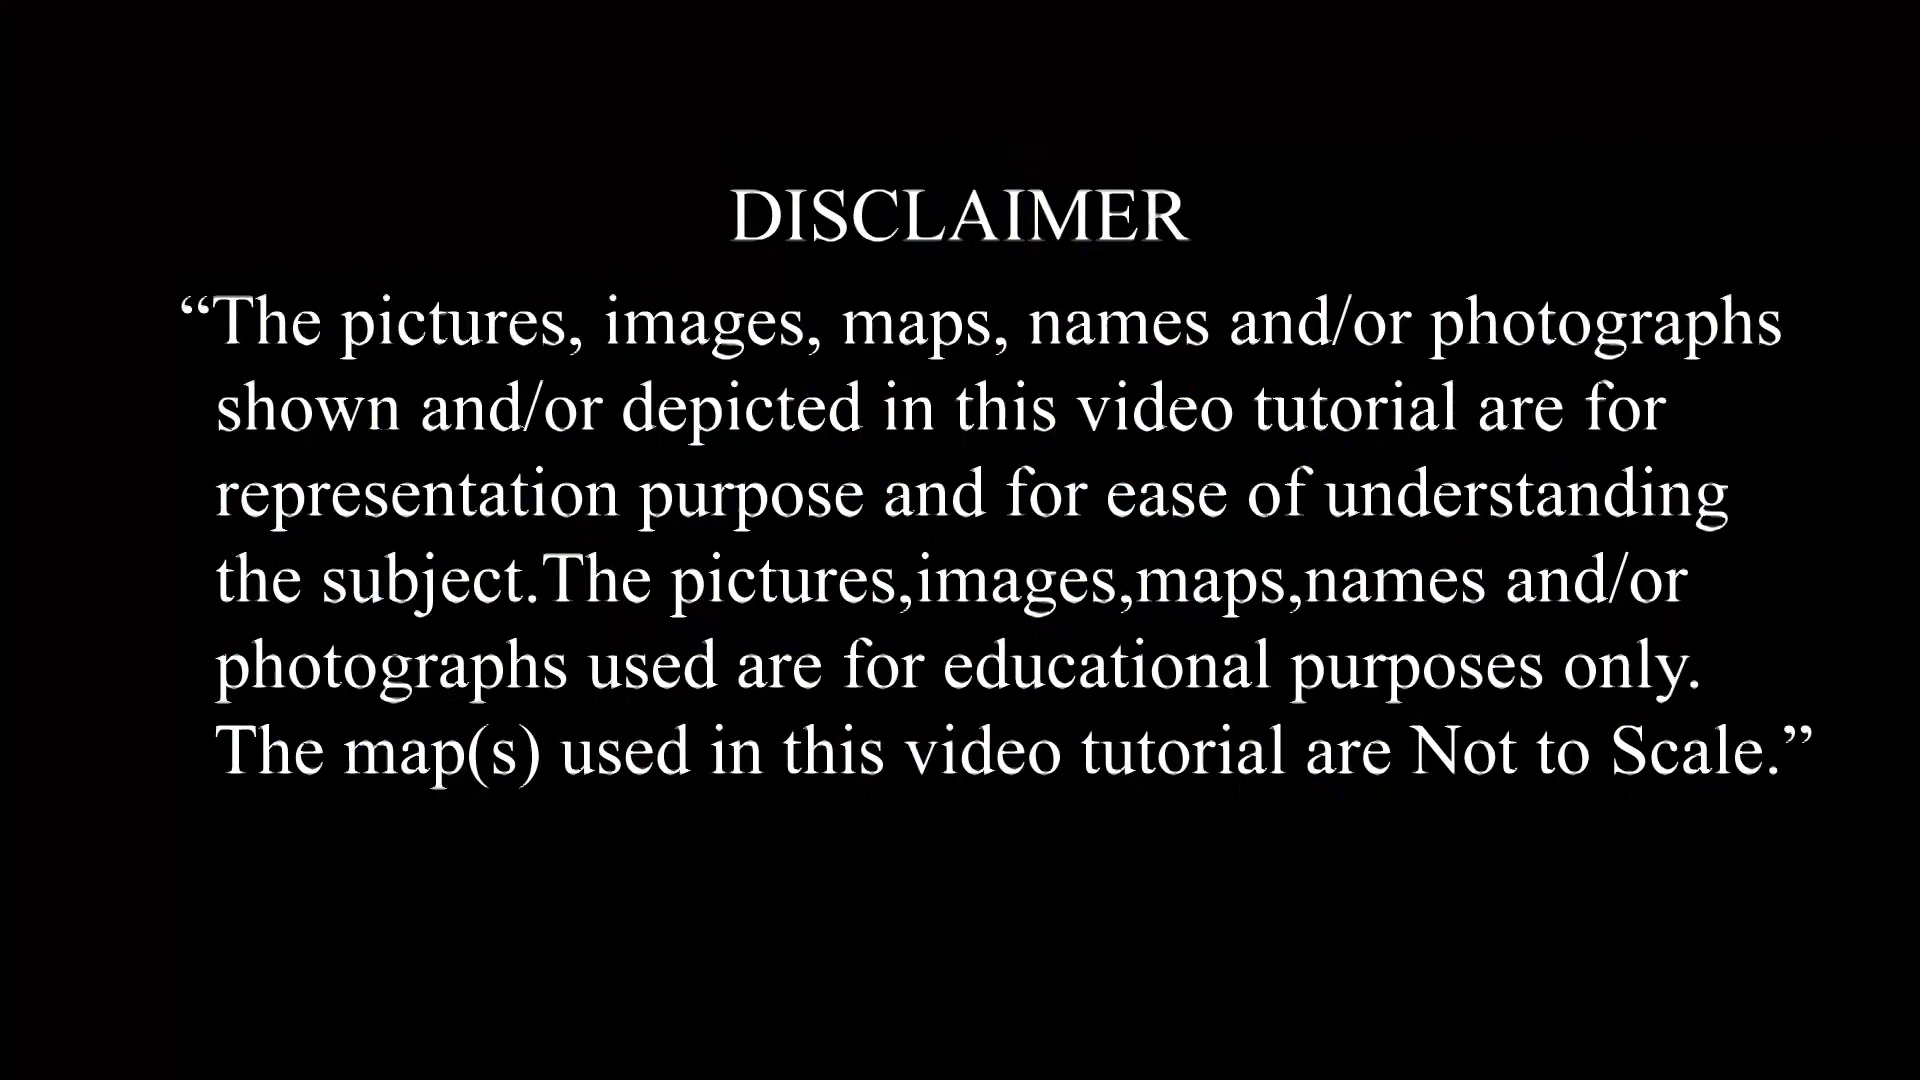 DISCLAIMER
“The pictures, images, maps, names and/or photographs
shown and/or depicted in this video tutorial are for
representation purpose and for ease of understanding
the subject.The pictures,images,maps,names and/or
photographs used are for educational purposes only.
The map(s) used in this video tutorial are Not to Scale.”